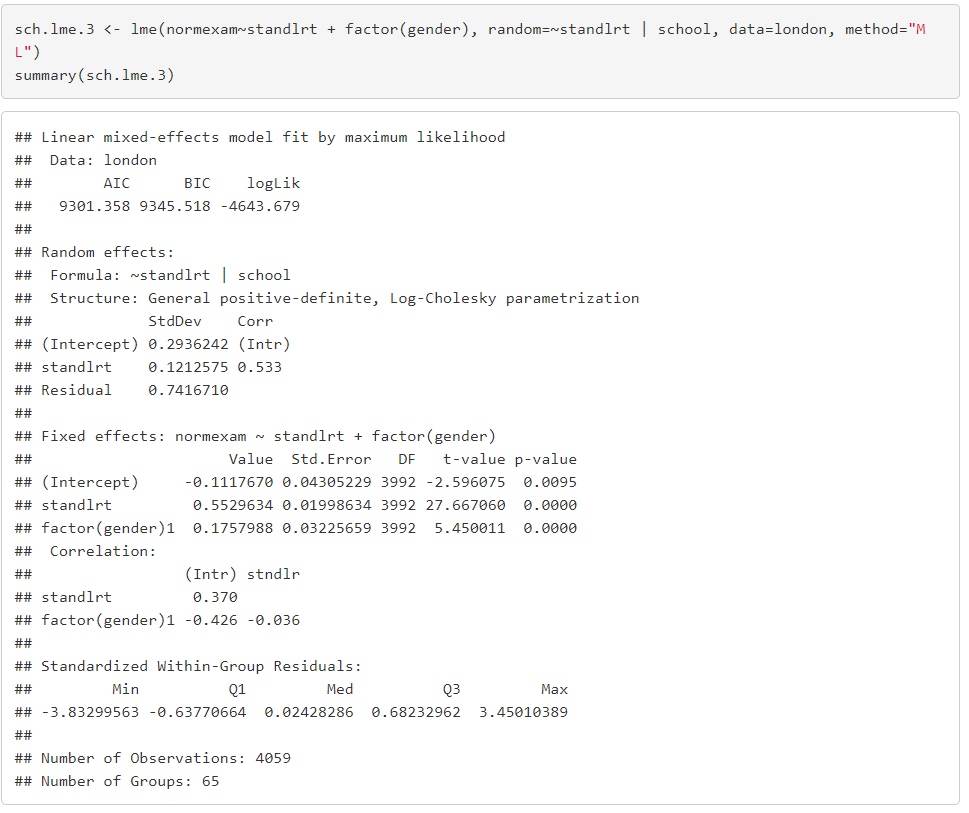 sch.lme.3 <- lme(normexam~standlrt + factor(gender), random=~standlrt | school, data=london, method="M
L")
summary(sch.lme.3)
## Linear mixed-effects model fit by maximum likelihood
##  Data: london
##        AIC      BIC    logLik
##   9301.358 9345.518 -4643.679
##
## Random effects:
##  Formula: ~standlrt | school
##  Structure: General positive-definite, Log-Cholesky parametrization
##             StdDev    Corr
## (Intercept) 0.2936242 (Intr)
## standlrt    0.1212575 0.533
## Residual    0.7416710
##
## Fixed effects: normexam ~ standlrt + factor(gender)
##                      Value  Std.Error   DF   t-value p-value
## (Intercept)     -0.1117670 0.04305229 3992 -2.596075  0.0095
## standlrt         0.5529634 0.01998634 3992 27.667060  0.0000
## factor(gender)1  0.1757988 0.03225659 3992  5.450011  0.0000
##  Correlation:
##                 (Intr) stndlr
## standlrt         0.370
## factor(gender)1 -0.426 -0.036
##
## Standardized Within-Group Residuals:
##         Min          Q1         Med          Q3         Max
## -3.83299563 -0.63770664  0.02428286  0.68232962  3.45010389
##
## Number of Observations: 4059
## Number of Groups: 65